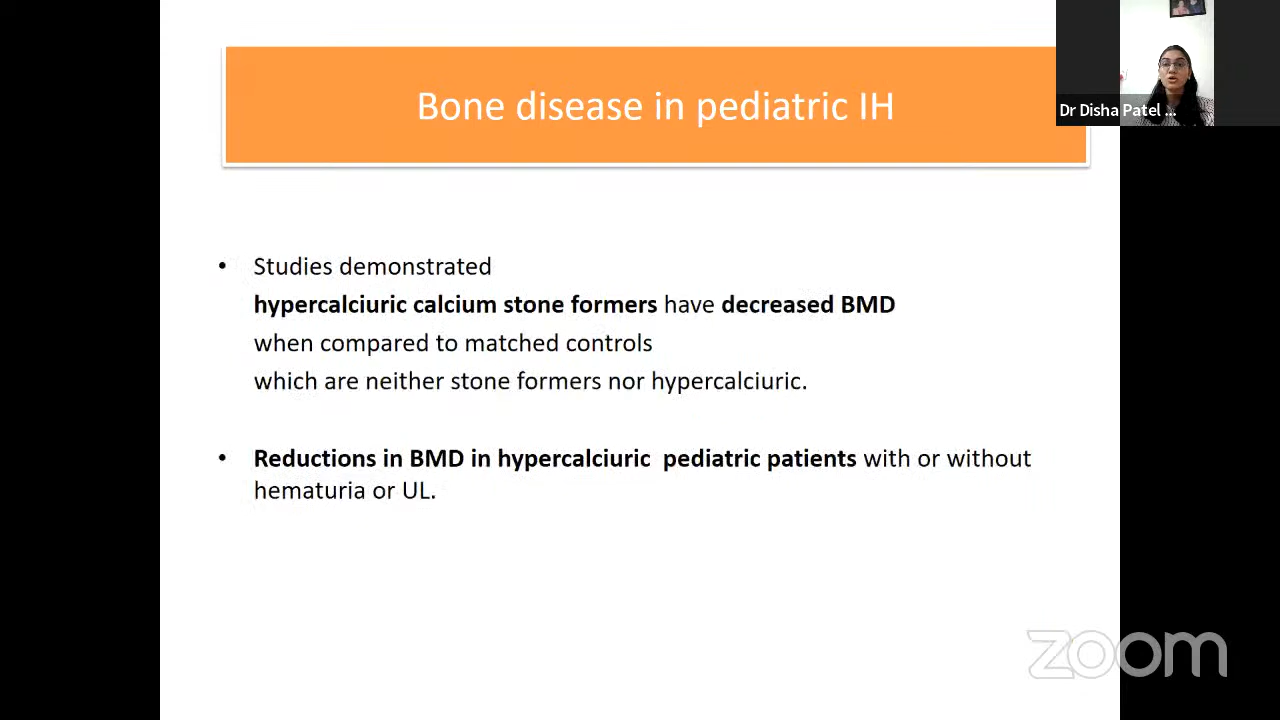 Bone disease in pediatric IH
Dr Disha Patel ...
• Studies demonstrated
hypercalciuric calcium stone formers have decreased BMD
when compared to matched controls
which are neither stone formers nor hypercalciuric.
• Reductions in BMD in hypercalciuric pediatric patients with or without
hematuria or UL.
zoom